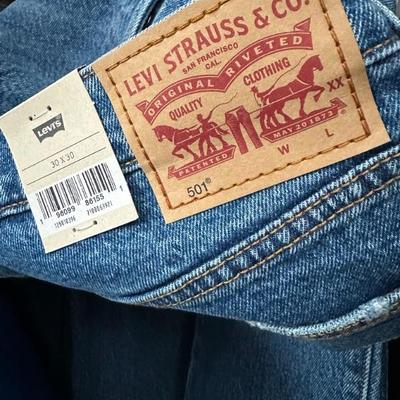 LEVI STRAUSS & CO.
SAN FRANCISCO
CAL.
ORIGINAL RIVETED
QUALITY CLOTHING
XX
PATENTED MAY 20 1873
501® W L
Levi's
30 X 30